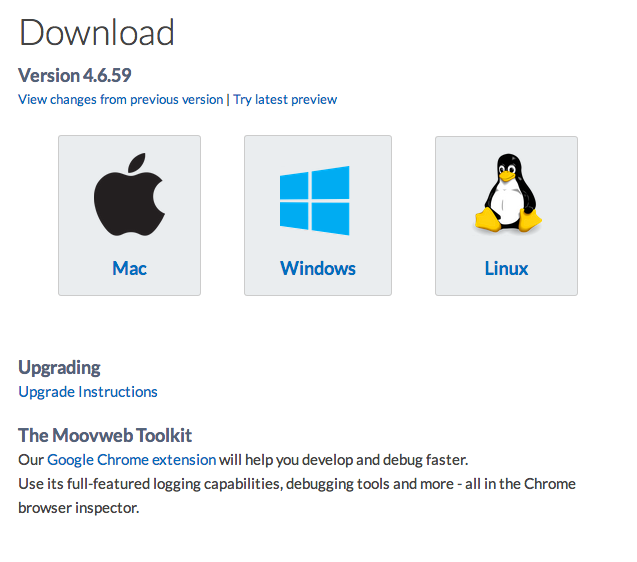 Download
Version 4.6.59
View changes from previous version | Try latest preview
Mac
Windows
Linux
Upgrading
Upgrade Instructions
The Moovweb Toolkit
Our Google Chrome extension will help you develop and debug faster.
Use its full-featured logging capabilities, debugging tools and more - all in the Chrome
browser inspector.